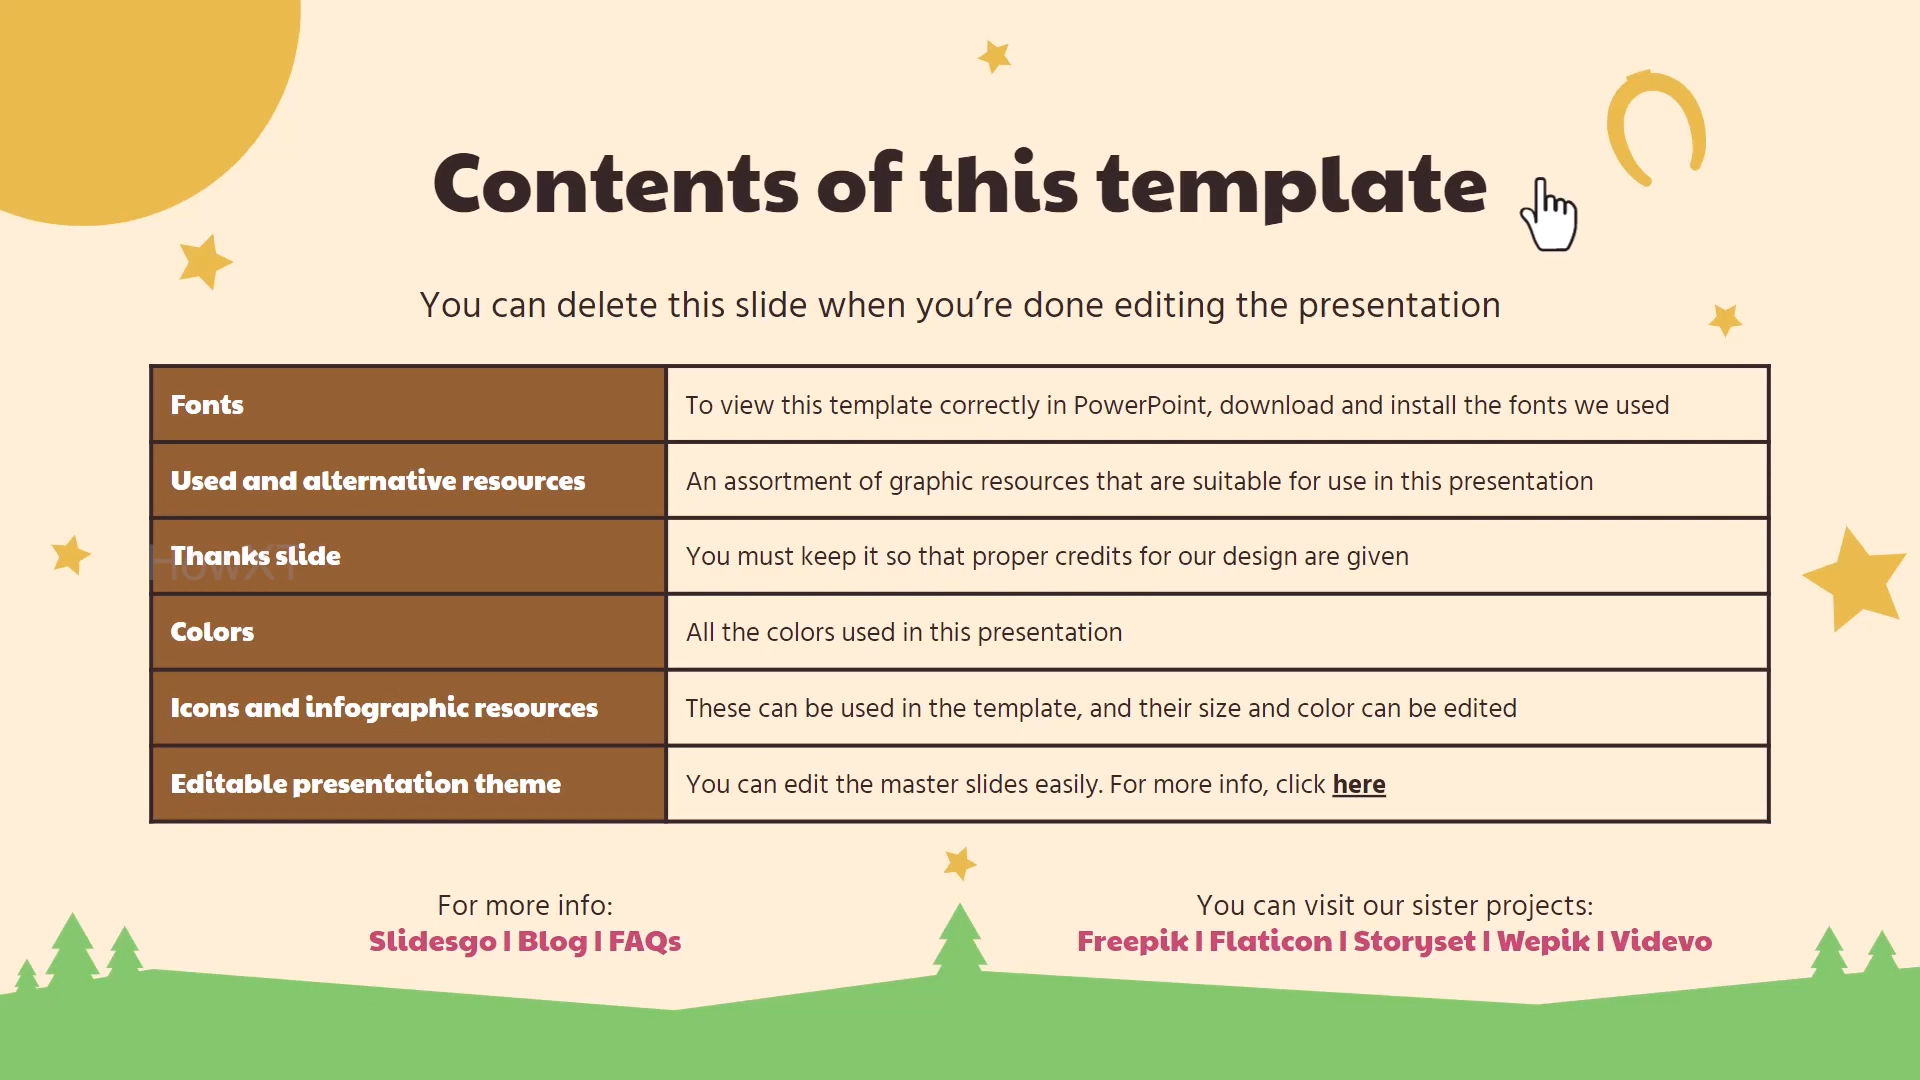 Contents of this template
You can delete this slide when you’re done editing the presentation
Fonts
To view this template correctly in PowerPoint, download and install the fonts we used
Used and alternative resources
An assortment of graphic resources that are suitable for use in this presentation
Thanks slide
You must keep it so that proper credits for our design are given
HowXT
Colors
All the colors used in this presentation
Icons and infographic resources
These can be used in the template, and their size and color can be edited
Editable presentation theme
You can edit the master slides easily. For more info, click here
For more info:
Slidesgo | Blog | FAQs
You can visit our sister projects:
Freepik | Flaticon | Storyset | Wepik | Videvo